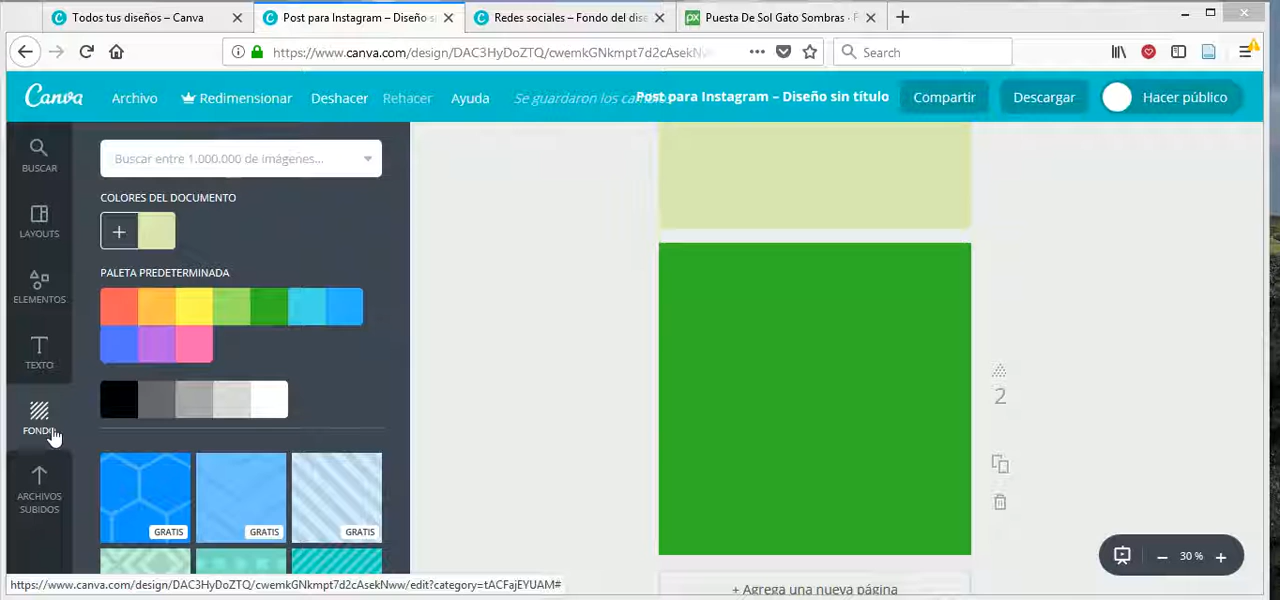 Todos tus diseños – Canva
Post para Instagram – Diseño s
Redes sociales – Fondo del dise
Puesta De Sol Gato Sombras · F
https://www.canva.com/design/DAC3HyDoZTQ/cwemkGNkmpt7d2cAsekNw
Search
Canva
Archivo
Redimensionar
Deshacer
Rehacer
Ayuda
Se guardaron los
Post para Instagram – Diseño sin título
Compartir
Descargar
Hacer público
BUSCAR
LAYOUTS
ELEMENTOS
TEXTO
FONDO
ARCHIVOS
SUBIDOS
Buscar entre 1.000.000 de imágenes...
COLORES DEL DOCUMENTO
PALETA PREDETERMINADA
GRATIS
GRATIS
GRATIS
2
+ Agrega una nueva página
30 %
https://www.canva.com/design/DAC3HyDoZTQ/cwemkGNkmpt7d2cAsekNww/edit?category=tACFajEYUAM#